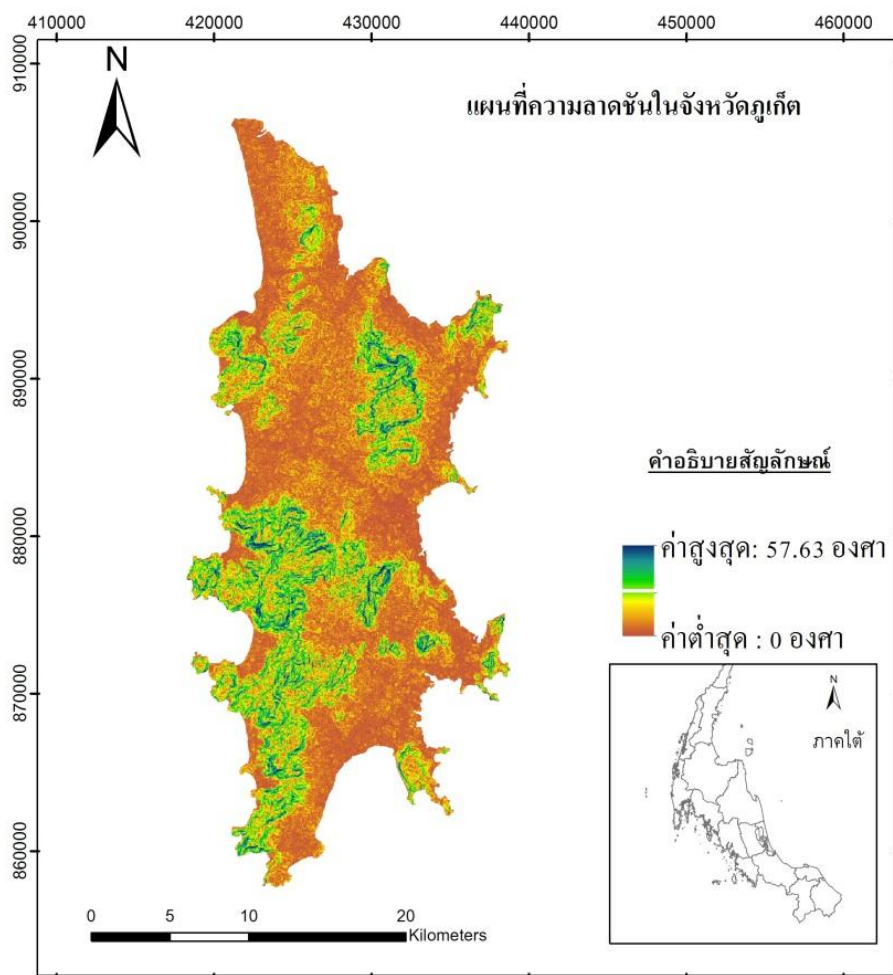 410000 420000 430000 440000 450000 460000
910000
N
แผนที่ความลาดชันในจังหวัดภูเก็ต
900000
890000
คำอธิบายสัญลักษณ์
880000
ค่าสูงสุด: 57.63 องศา
ค่าต่ำสุด : 0 องศา
870000
N
ภาคใต้
860000
0 5 10 20
Kilometers